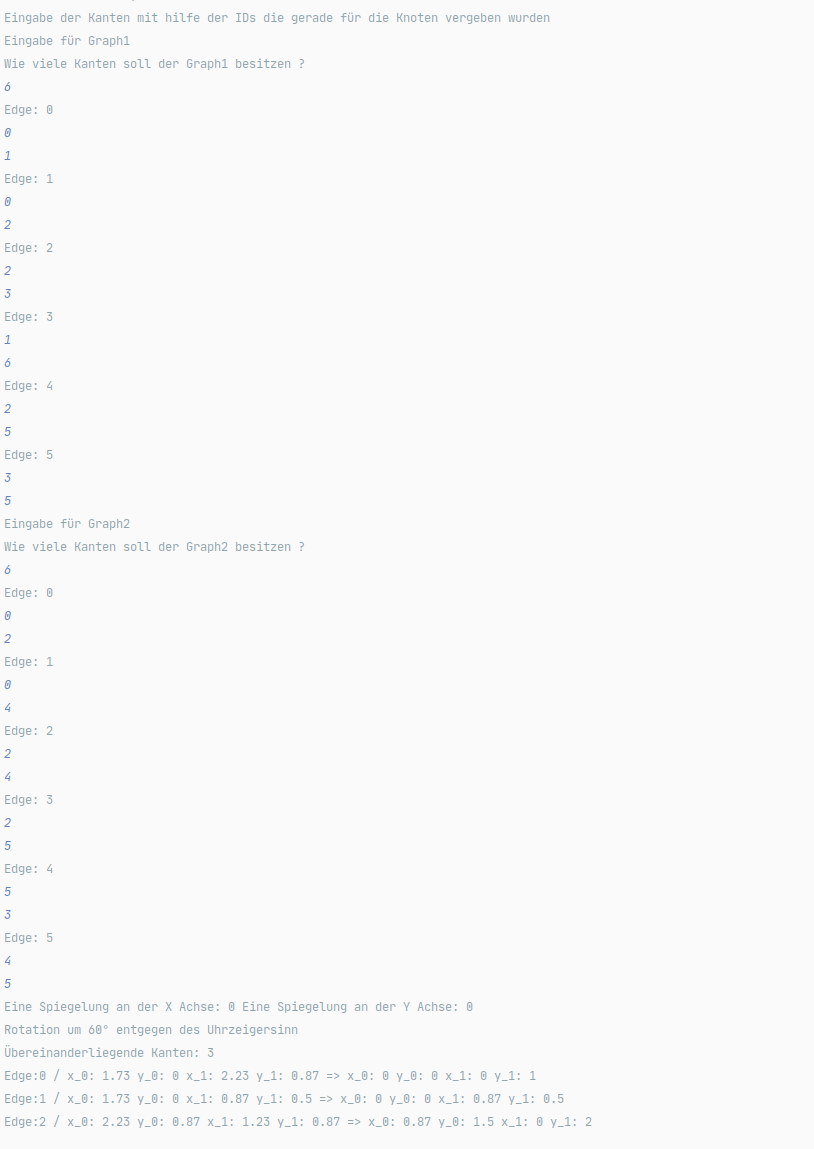 Eingabe der Kanten mit hilfe der IDs die gerade für die Knoten vergeben wurden
Eingabe für Graph1
Wie viele Kanten soll der Graph1 besitzen ?
6
Edge: 0
0
1
Edge: 1
0
2
Edge: 2
2
3
Edge: 3
1
6
Edge: 4
2
5
Edge: 5
3
5
Eingabe für Graph2
Wie viele Kanten soll der Graph2 besitzen ?
6
Edge: 0
0
2
Edge: 1
0
4
Edge: 2
2
4
Edge: 3
2
5
Edge: 4
5
3
Edge: 5
4
5
Eine Spiegelung an der X Achse: 0 Eine Spiegelung an der Y Achse: 0
Rotation um 60° entgegen des Uhrzeigersinn
Übereinanderliegende Kanten: 3
Edge:0 / x_0: 1.73 y_0: 0 x_1: 2.23 y_1: 0.87 => x_0: 0 y_0: 0 x_1: 0 y_1: 1
Edge:1 / x_0: 1.73 y_0: 0 x_1: 0.87 y_1: 0.5 => x_0: 0 y_0: 0 x_1: 0.87 y_1: 0.5
Edge:2 / x_0: 2.23 y_0: 0.87 x_1: 1.23 y_1: 0.87 => x_0: 0.87 y_0: 1.5 x_1: 0 y_1: 2